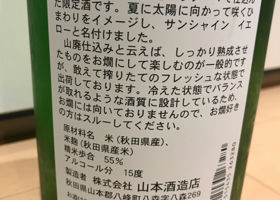 た限定酒です。夏に太陽に向かって咲くひ
まわりをイメージし、サンシャイン イエ
ローと名付けました。
山廃仕込みと云えば、しっかり熟成させ
たものをお燗にして楽しむのが一般的です
が、敢えて搾りたてのフレッシュな状態で
出荷しております。冷えた状態でバランス
が取れるような酒質に設計しているため、
お燗には向いておりませんので、お燗好き
の方はスルーしてください。
原材料名 米(秋田県産)、
米麹(秋田県産米)
精米歩合 55%
アルコール分 15度
製造者 株式会社 山本酒造店
秋田県山本郡八峰町八森字八森269